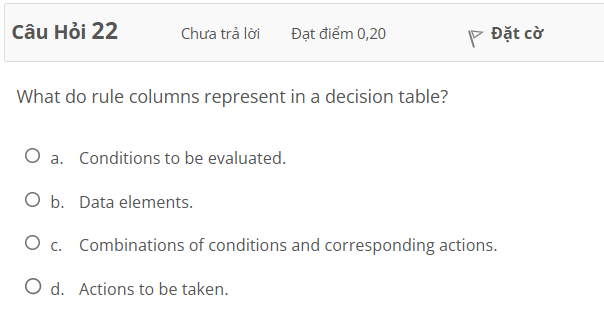 Câu Hỏi 22 Chưa trả lời Đạt điểm 0,20 Đặt cờ
What do rule columns represent in a decision table?
a. Conditions to be evaluated.
b. Data elements.
c. Combinations of conditions and corresponding actions.
d. Actions to be taken.